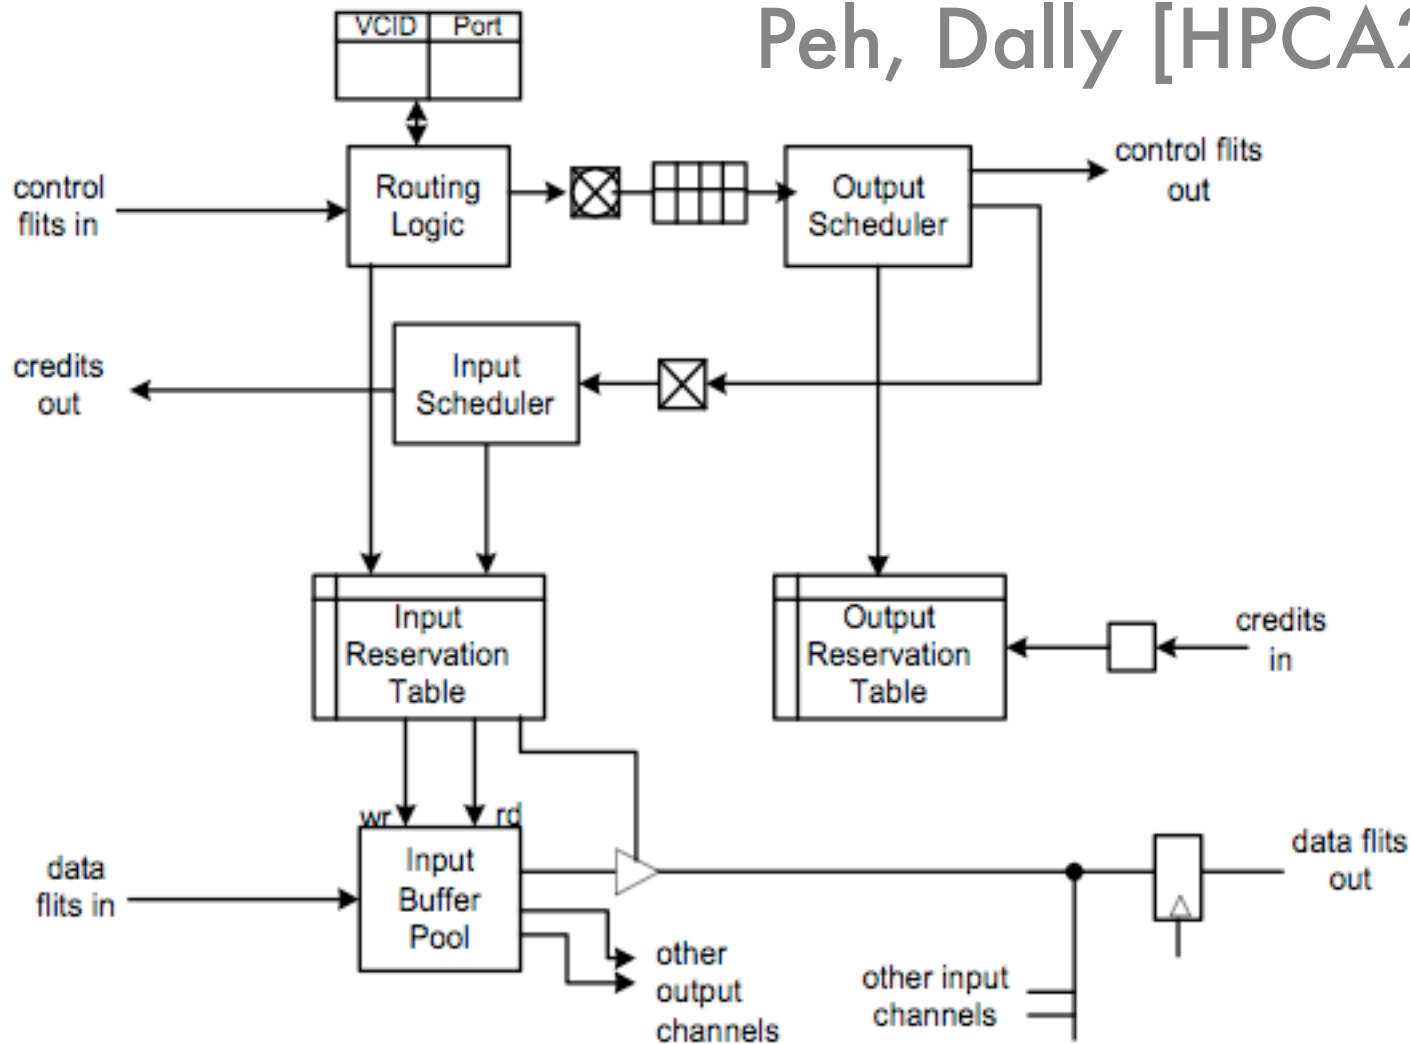 Peh, Dally [HPCA2
VCID Port
control
flits in
Routing
Logic
Output
Scheduler
control flits
out
credits
out
Input
Scheduler
Input
Reservation
Table
Output
Reservation
Table
credits
in
wr rd
data
flits in
Input
Buffer
Pool
data flits
out
other
output
channels
other input
channels